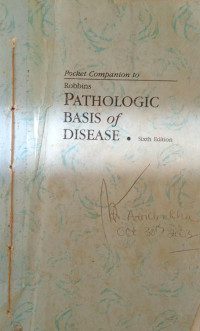 Pocket Companion to
Robbins
PATHOLOGIC
BASIS of
DISEASE • Sixth Edition